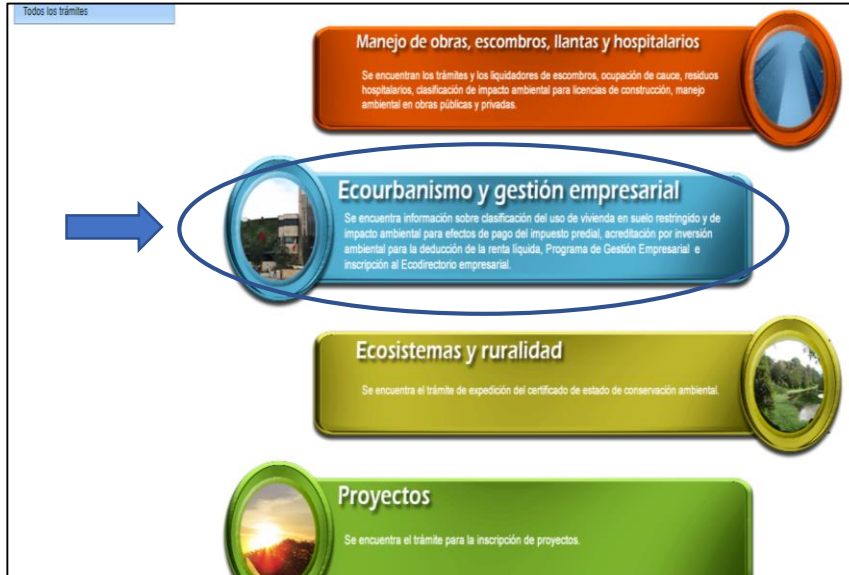 Todos los trámites
Manejo de obras, escombros, llantas y hospitalarios
Se encuentran los trámites y los liquidadores de escombros, ocupación de cauce, residuos
hospitalarios, clasificación de impacto ambiental para licencias de construcción, manejo
ambiental en obras públicas y privadas.
Ecourbanismo y gestión empresarial
Se encuentra información sobre clasificación del uso de vivienda en suelo restringido y de
impacto ambiental para efectos de pago del impuesto predial, acreditación por inversión
ambiental para la deducción de la renta líquida, Programa de Gestión Empresarial e
inscripción al Ecodirectorio empresarial.
Ecosistemas y ruralidad
Se encuentra el trámite de expedición del certificado de estado de conservación ambiental.
Proyectos
Se encuentra el trámite para la inscripción de proyectos.